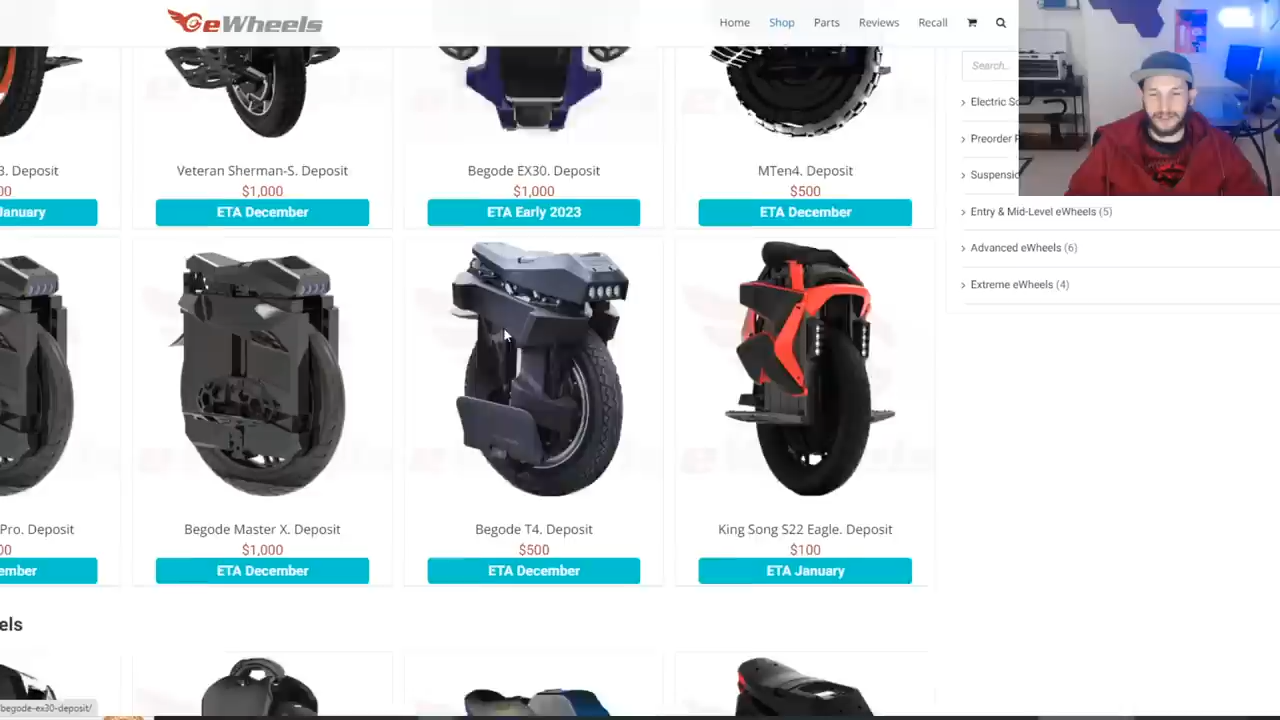 eWheels
Home
Shop
Parts
Reviews
Recall
Search...
3. Deposit
00
January
Veteran Sherman-S. Deposit
$1,000
ETA December
Begode EX30. Deposit
$1,000
ETA Early 2023
MTen4. Deposit
$500
ETA December
Electric Sc
Preorder P
Suspensio
Entry & Mid-Level eWheels (5)
Advanced eWheels (6)
Extreme eWheels (4)
Pro. Deposit
00
ember
Begode Master X. Deposit
$1,000
ETA December
Begode T4. Deposit
$500
ETA December
King Song S22 Eagle. Deposit
$100
ETA January
els
begode-ex30-deposit/